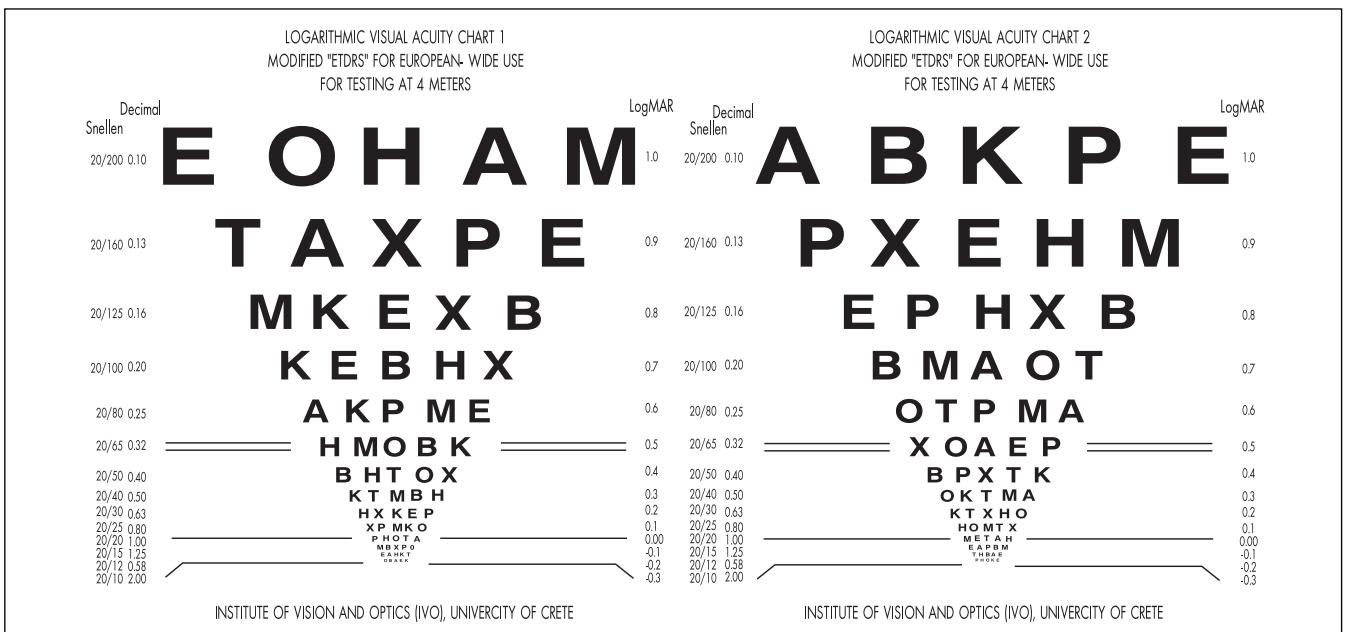 LOGARITHMIC VISUAL ACUITY CHART 1
MODIFIED "ETDRS" FOR EUROPEAN- WIDE USE
FOR TESTING AT 4 METERS
Snellen Decimal LogMAR
20/200 0.10 E O H A M 1.0
20/160 0.13 T A X P E 0.9
20/125 0.16 M K E X B 0.8
20/100 0.20 K E B H X 0.7
20/80 0.25 A K P M E 0.6
20/65 0.32 H M O B K 0.5
20/50 0.40 B H T O X 0.4
20/40 0.50 K T M B H 0.3
20/30 0.63 H X K E P 0.2
20/25 0.80 X P M K O 0.1
20/20 1.00 P H O T A 0.00
20/15 1.25 M B X P O -0.1
20/12 0.58 E A H K T -0.2
20/10 2.00 O B A E K -0.3
INSTITUTE OF VISION AND OPTICS (IVO), UNIVERCITY OF CRETE
LOGARITHMIC VISUAL ACUITY CHART 2
MODIFIED "ETDRS" FOR EUROPEAN- WIDE USE
FOR TESTING AT 4 METERS
Snellen Decimal LogMAR
20/200 0.10 A B K P E 1.0
20/160 0.13 P X E H M 0.9
20/125 0.16 E P H X B 0.8
20/100 0.20 B M A O T 0.7
20/80 0.25 O T P M A 0.6
20/65 0.32 X O A E P 0.5
20/50 0.40 B P X T K 0.4
20/40 0.50 O K T M A 0.3
20/30 0.63 K T X H O 0.2
20/25 0.80 H O M T X 0.1
20/20 1.00 M E T A H 0.00
20/15 1.25 E A P B M -0.1
20/12 0.58 T H B A E -0.2
20/10 2.00 P H O K E -0.3
INSTITUTE OF VISION AND OPTICS (IVO), UNIVERCITY OF CRETE